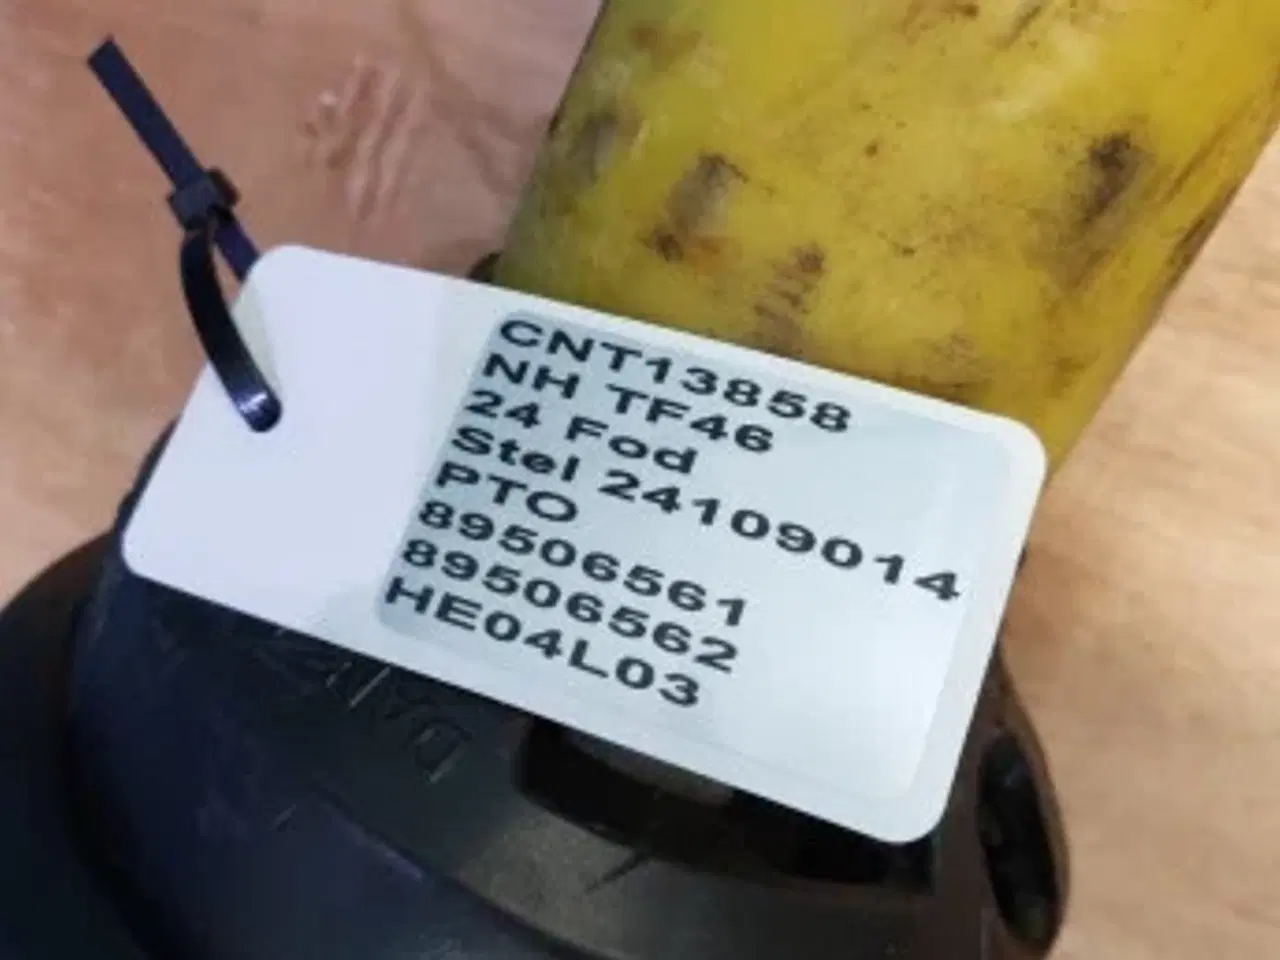 CNT13858
NH TF46
24 Fod
Stel 24109014
PTO
89506561
89506562
HE04L03